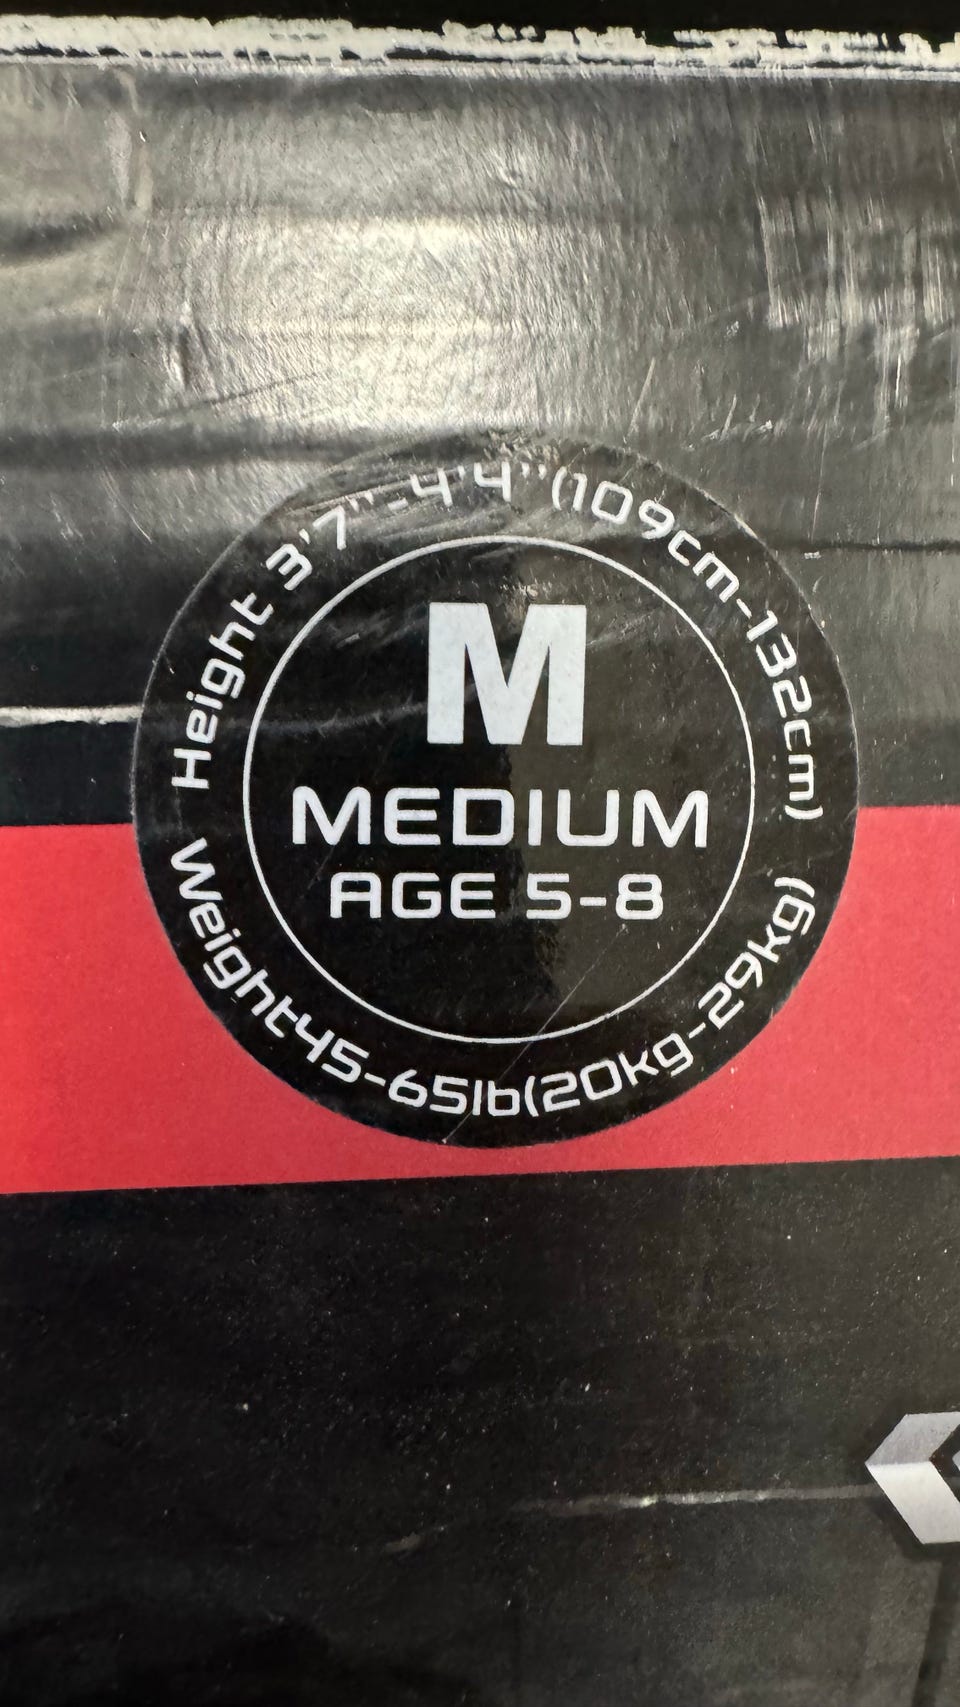 Height 3'7''-4'4''(109cm-132cm)
M
MEDIUM
AGE 5-8
Weight45-65lb(20kg-29kg)